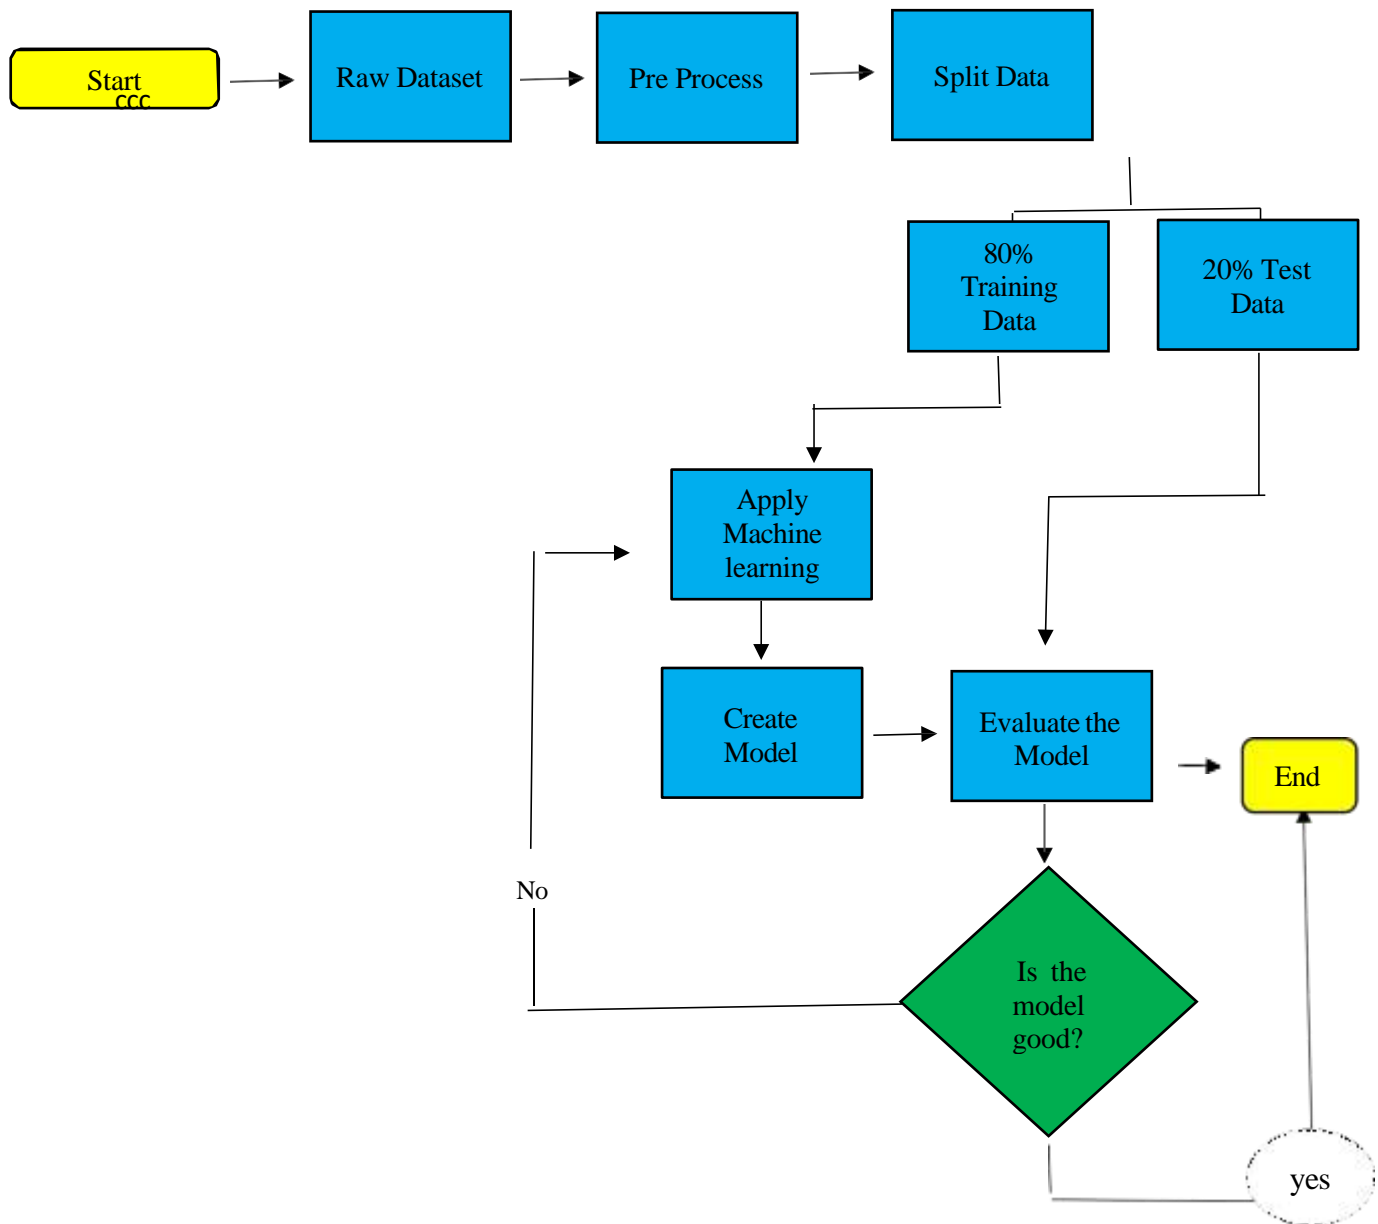 Start
ccc
Raw Dataset
Pre Process
Split Data
80%
Training
Data
20% Test
Data
Apply
Machine
learning
Create
Model
Evaluate the
Model
End
No
Is the
model
good?
yes